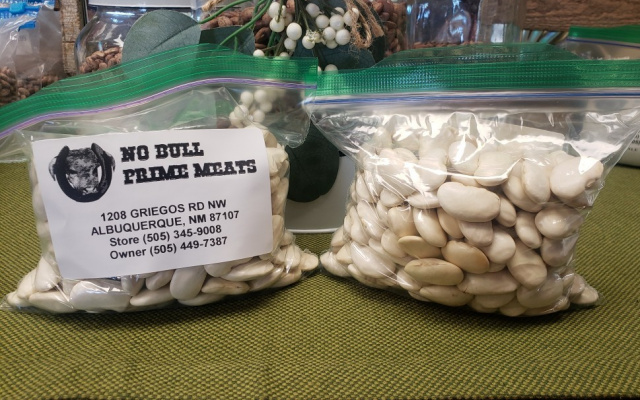 NO BULL
PRIME MEATS
1208 GRIEGOS RD NW
ALBUQUERQUE, NM 87107
Store (505) 345-9008
Owner (505) 449-7387